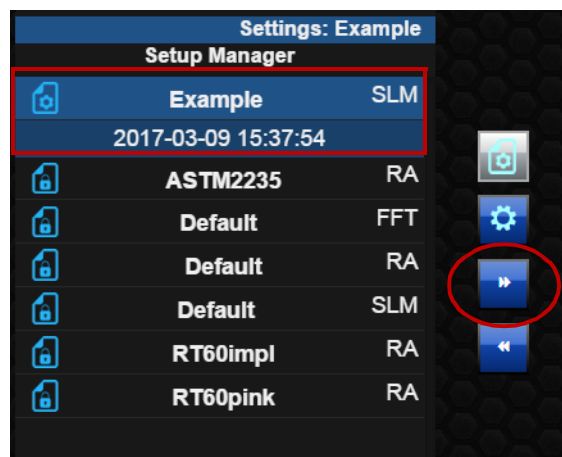 Settings: Example
Setup Manager
Example SLM
2017-03-09 15:37:54
ASTM2235 RA
Default FFT
Default RA
Default SLM
RT60impl RA
RT60pink RA